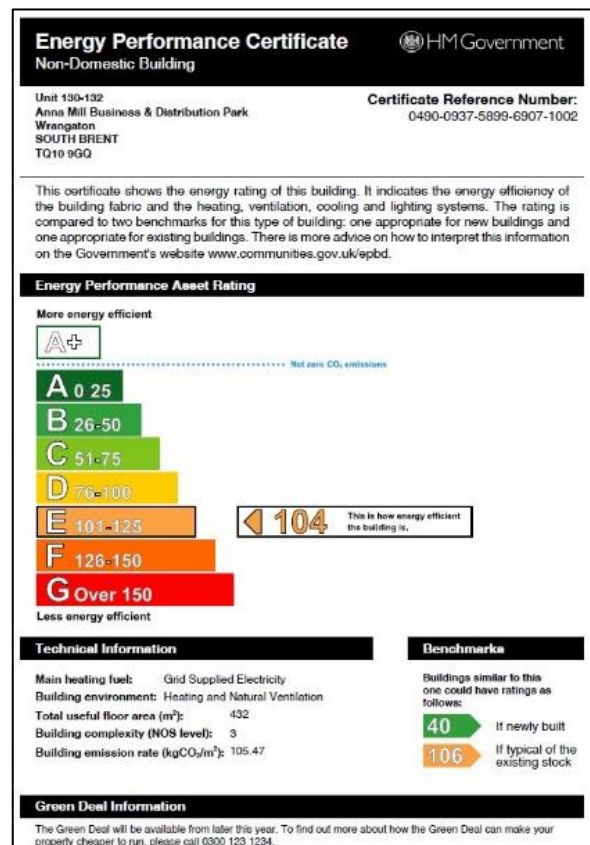 Energy Performance Certificate
HM Government
Non-Domestic Building
Unit 130-132
Anna Mill Business & Distribution Park
Wrangaton
SOUTH BRENT
TQ10 9GQ
Certificate Reference Number:
0490-0937-5899-6907-1002
This certificate shows the energy rating of this building. It indicates the energy efficiency of
the building fabric and the heating, ventilation, cooling and lighting systems. The rating is
compared to two benchmarks for this type of building: one appropriate for new buildings and
one appropriate for existing buildings. There is more advice on how to interpret this information
on the Government's website www.communities.gov.uk/epbd.
Energy Performance Asset Rating
More energy efficient
A+
Net zero CO₂ emissions
A 0-25
B 26-50
C 51-75
D 76-100
E 101-125
104
This is how energy efficient
the building is.
F 126-150
G Over 150
Less energy efficient
Technical Information
Main heating fuel: Grid Supplied Electricity
Building environment: Heating and Natural Ventilation
Total useful floor area (m²): 432
Building complexity (NOS level): 3
Building emission rate (kgCO₂/m²): 105.47
Benchmarks
Buildings similar to this
one could have ratings as
follows:
40 If newly built
106 If typical of the
existing stock
Green Deal Information
The Green Deal will be available from later this year. To find out more about how the Green Deal can make your
property cheaper to run, please call 0300 123 1234.